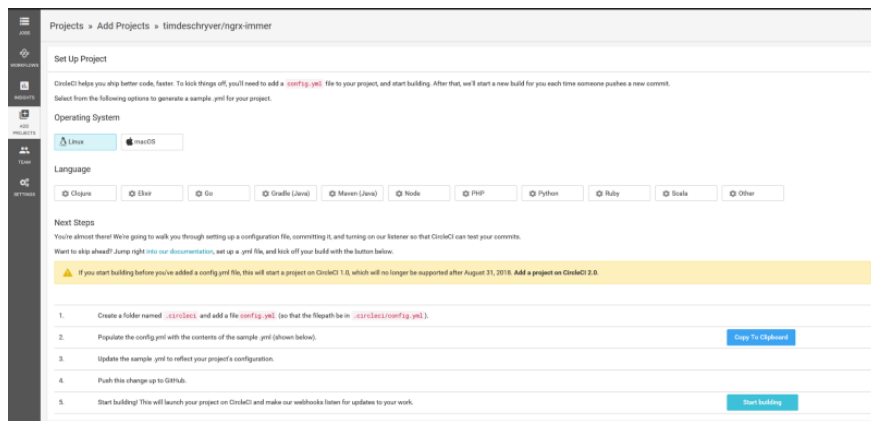 Projects » Add Projects » timdeschryver/ngrx-immer
JOBS
WORKFLOWS
INSIGHTS
ADD
PROJECTS
TEAM
SETTINGS
Set Up Project
CircleCI helps you ship better code, faster. To kick things off, you'll need to add a config.yml file to your project, and start building. After that, we'll start a new build for you each time someone pushes a new commit.
Select from the following options to generate a sample .yml for your project.
Operating System
Linux
macOS
Language
Clojure
Elixir
Go
Gradle (Java)
Maven (Java)
Node
PHP
Python
Ruby
Scala
Other
Next Steps
You're almost there! We're going to walk you through setting up a configuration file, committing it, and turning on our listener so that CircleCI can test your commits.
Want to skip ahead? Jump right into our documentation, set up a .yml file, and kick off your build with the button below.
If you start building before you've added a config.yml file, this will start a project on CircleCI 1.0, which will no longer be supported after August 31, 2018. Add a project on CircleCI 2.0.
1. Create a folder named .circleci and add a file config.yml (so that the filepath be in .circleci/config.yml).
2. Populate the config.yml with the contents of the sample .yml (shown below). Copy To Clipboard
3. Update the sample .yml to reflect your project's configuration.
4. Push this change up to GitHub.
5. Start building! This will launch your project on CircleCI and make our webhooks listen for updates to your work. Start building